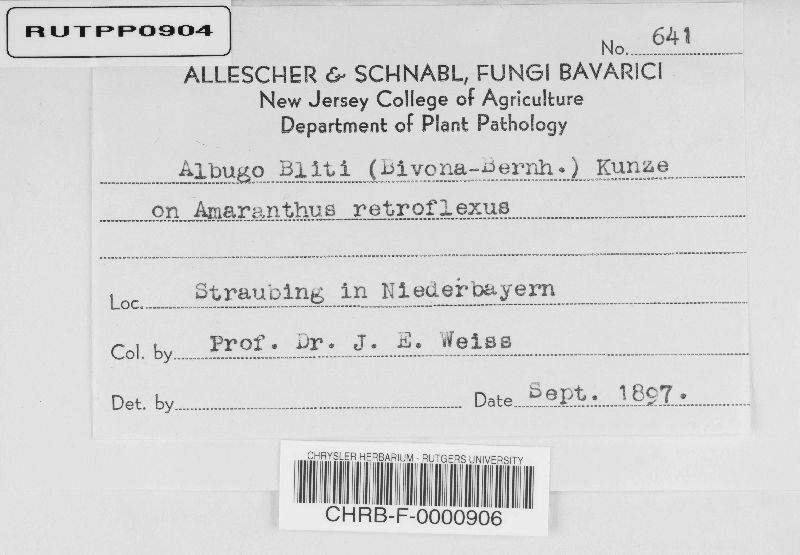 RUTPP0904
No. 641
ALLESCHER & SCHNABL, FUNGI BAVARICI
New Jersey College of Agriculture
Department of Plant Pathology
Albugo Bliti (Bivona-Bernh.) Kunze
on Amaranthus retroflexus
Loc. Straubing in Niederbayern
Col. by Prof. Dr. J. E. Weiss
Det. by Date Sept. 1897.
CHRYSLER HERBARIUM - RUTGERS UNIVERSITY
CHRB-F-0000906